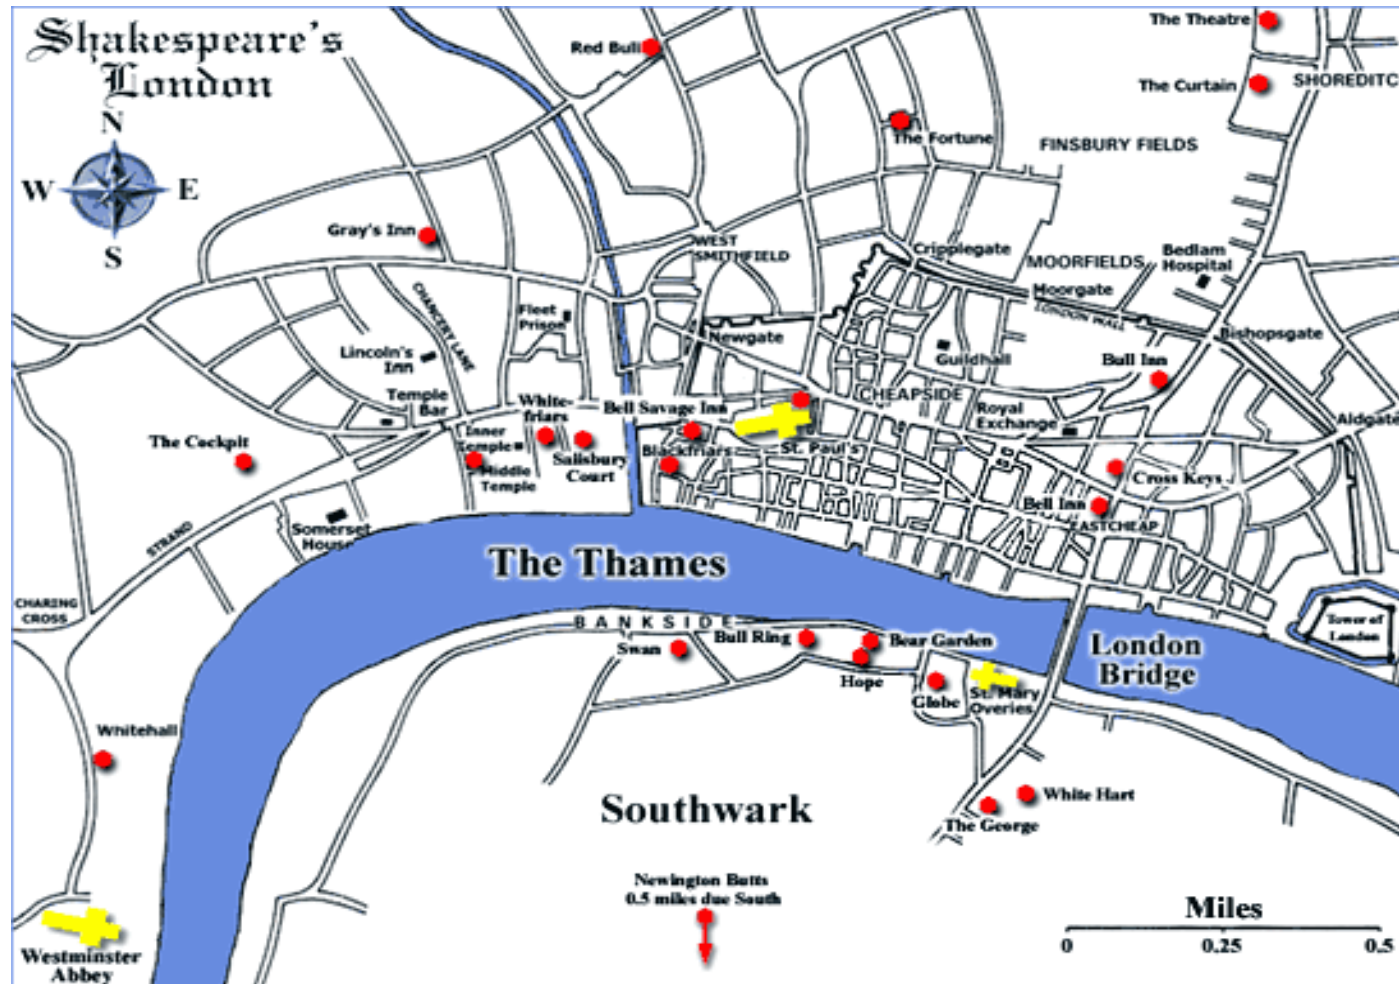 Shakespeare's
London
N
W
E
S
Red Bull
The Theatre
The Curtain
SHOREDITC
The Fortune
FINSBURY FIELDS
Gray's Inn
WEST
SMITHFIELD
Cripplegate
MOORFIELDS
Bedlam
Hospital
Moorgate
LONDON WALL
CHANCERY LANE
Fleet
Prison
Newgate
Bishopsgate
Lincoln's
Inn
Guildhall
Bull Inn
Temple
Bar
White-
friars
Bell Savage Inn
CHEAPSIDE
Royal
Exchange
Aldgate
The Cockpit
Inner
Temple
Middle
Temple
Salisbury
Court
Blackfriars
St. Paul's
Cross Keys
Bell Inn
EASTCHEAP
Somerset
House
STRAND
The Thames
CHARING
CROSS
BANKSIDE
Swan
Bull Ring
Bear Garden
Hope
Globe
St. Mary
Overies
London
Bridge
Tower of
London
Whitehall
Southwark
White Hart
The George
Newington Butts
0.5 miles due South
Miles
0
0.25
0.5
Westminster
Abbey